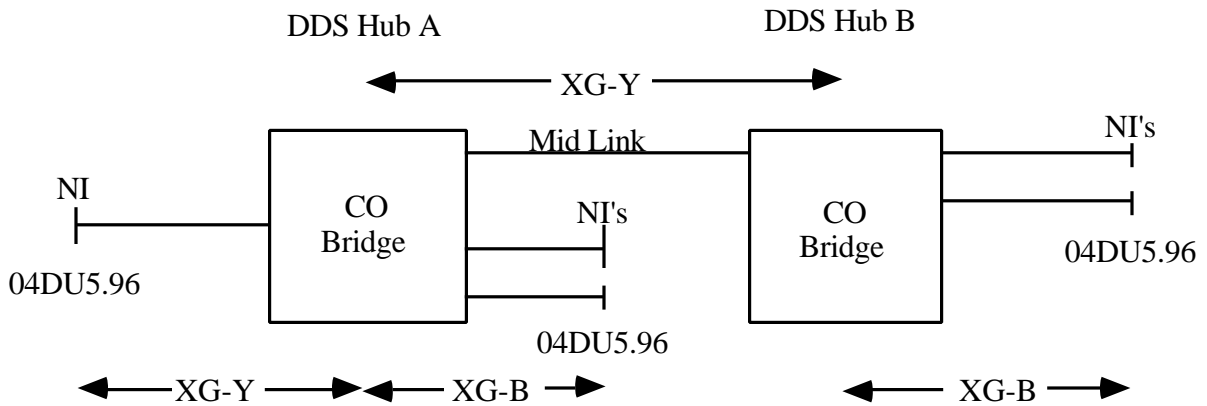 DDS Hub A
DDS Hub B
XG-Y
Mid Link
NI's
NI
CO
Bridge
NI's
CO
Bridge
04DU5.96
04DU5.96
04DU5.96
XG-Y
XG-B
XG-B